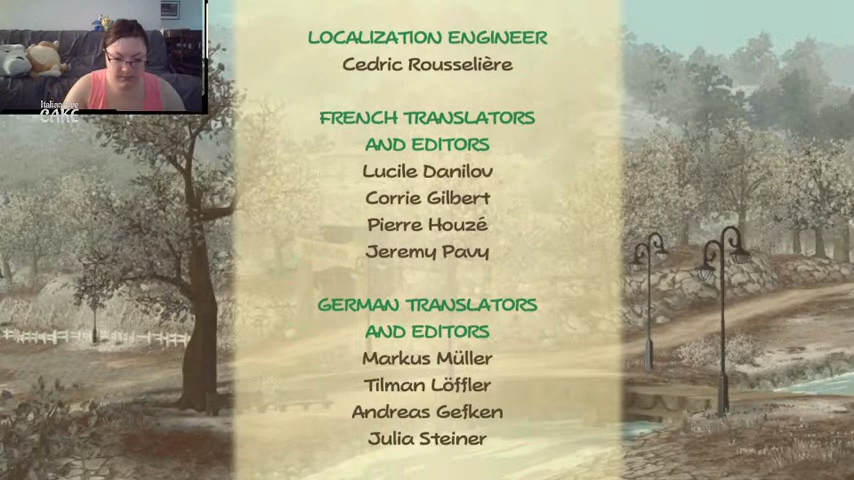 LOCALIZATION ENGINEER
Cedric Rousselière
FRENCH TRANSLATORS
AND EDITORS
Lucile Danilov
Corrie Gilbert
Pierre Houzé
Jeremy Pavy
GERMAN TRANSLATORS
AND EDITORS
Markus Müller
Tilman Löffler
Andreas Gefken
Julia Steiner
CAKE